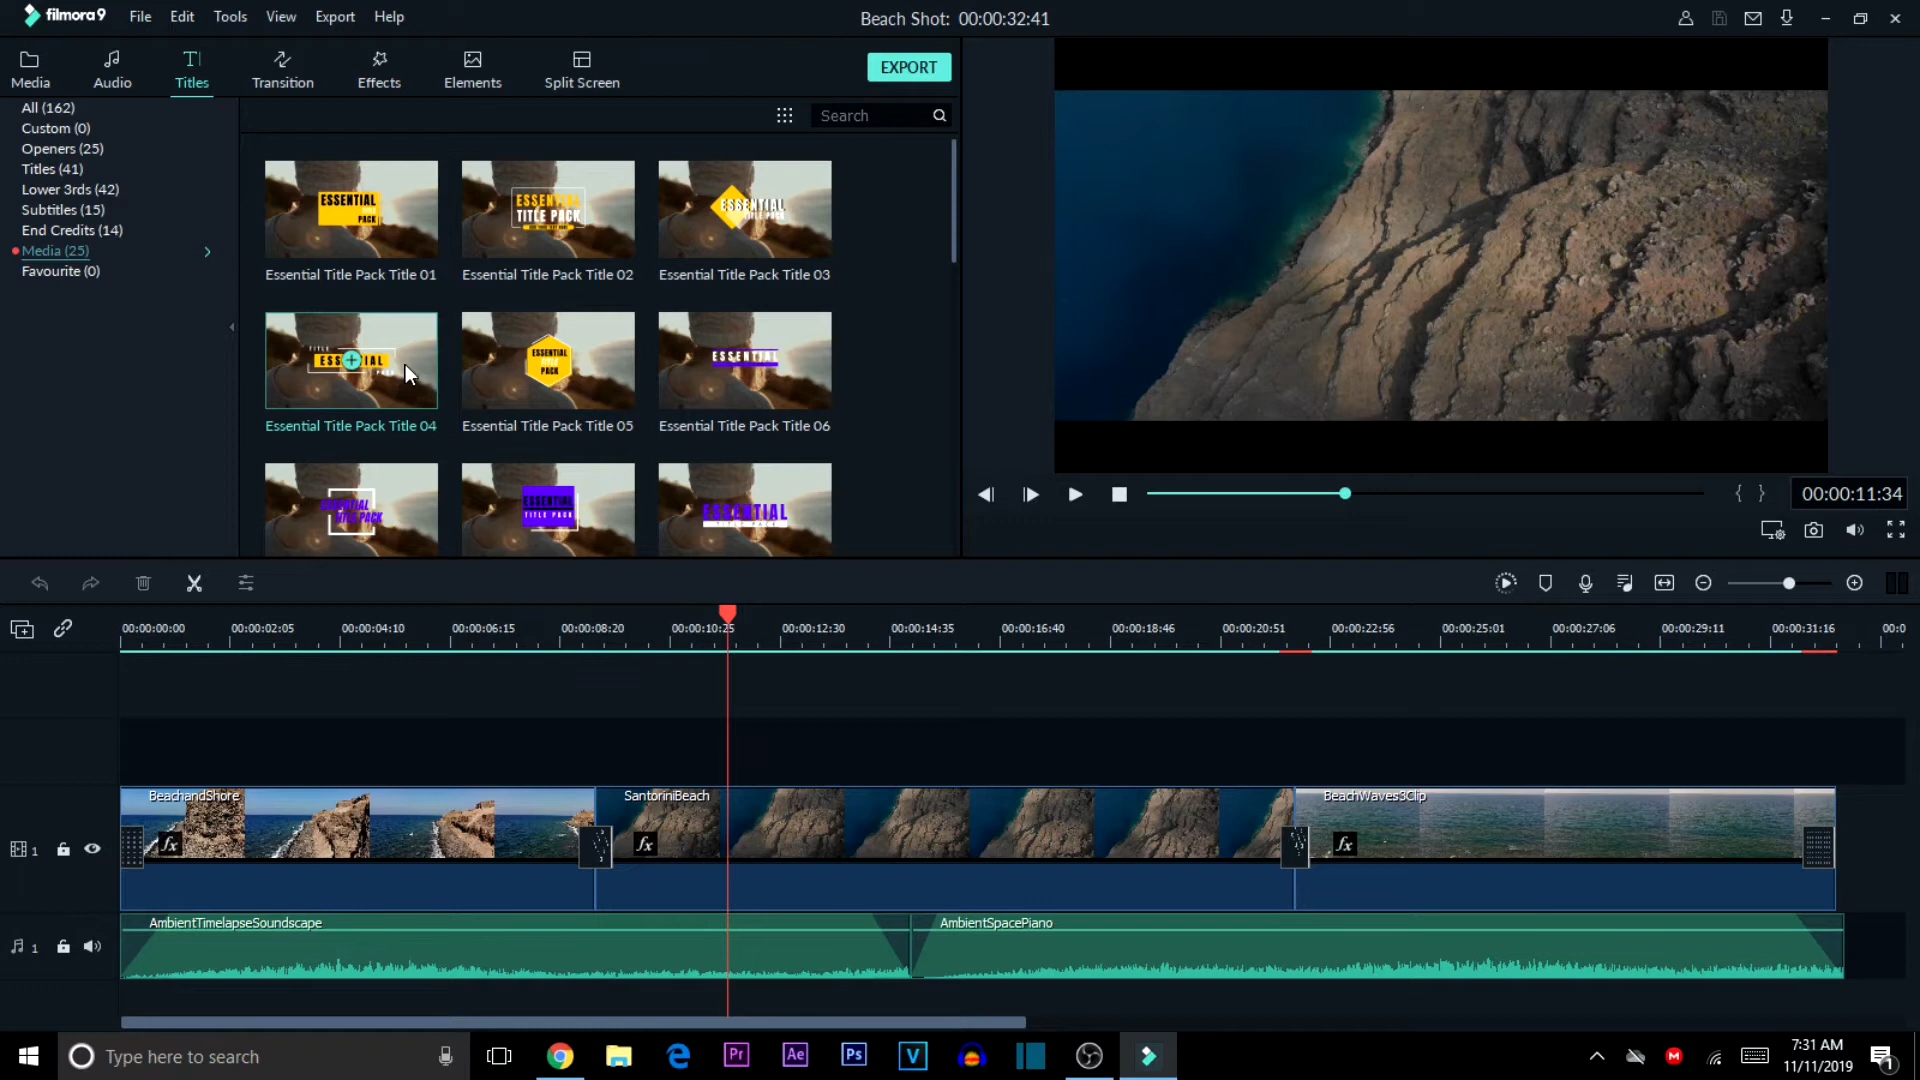 filmora9 File Edit Tools View Export Help
Beach Shot: 00:00:32:41
Media Audio Titles Transition Effects Elements Split Screen
EXPORT
All (162)
Custom (0)
Openers (25)
Titles (41)
Lower 3rds (42)
Subtitles (15)
End Credits (14)
Media (25)
Favourite (0)
Search
ESSENTIAL
PACK
ESSENTIAL
TITLE PACK
ESSENTIAL
TITLE PACK
Essential Title Pack Title 01 Essential Title Pack Title 02 Essential Title Pack Title 03
TITLE
ESSENTIAL
ESSENTIAL
TITLE
PACK
ESSENTIAL
Essential Title Pack Title 04 Essential Title Pack Title 05 Essential Title Pack Title 06
ESSENTIAL
TITLE PACK
ESSENTIAL
TITLE PACK
ESSENTIAL
TITLE PACK
00:00:11:34
00:00:00:00 00:00:02:05 00:00:04:10 00:00:06:15 00:00:08:20 00:00:10:25 00:00:12:30 00:00:14:35 00:00:16:40 00:00:18:46 00:00:20:51 00:00:22:56 00:00:25:01 00:00:27:06 00:00:29:11 00:00:31:16 00:0
BeachandShore SantoriniBeach BeachWaves3Clip
fx fx fx
1
AmbientTimelapseSoundscape AmbientSpacePiano
1
Type here to search
Pr Ae Ps V
M
7:31 AM
11/11/2019
1